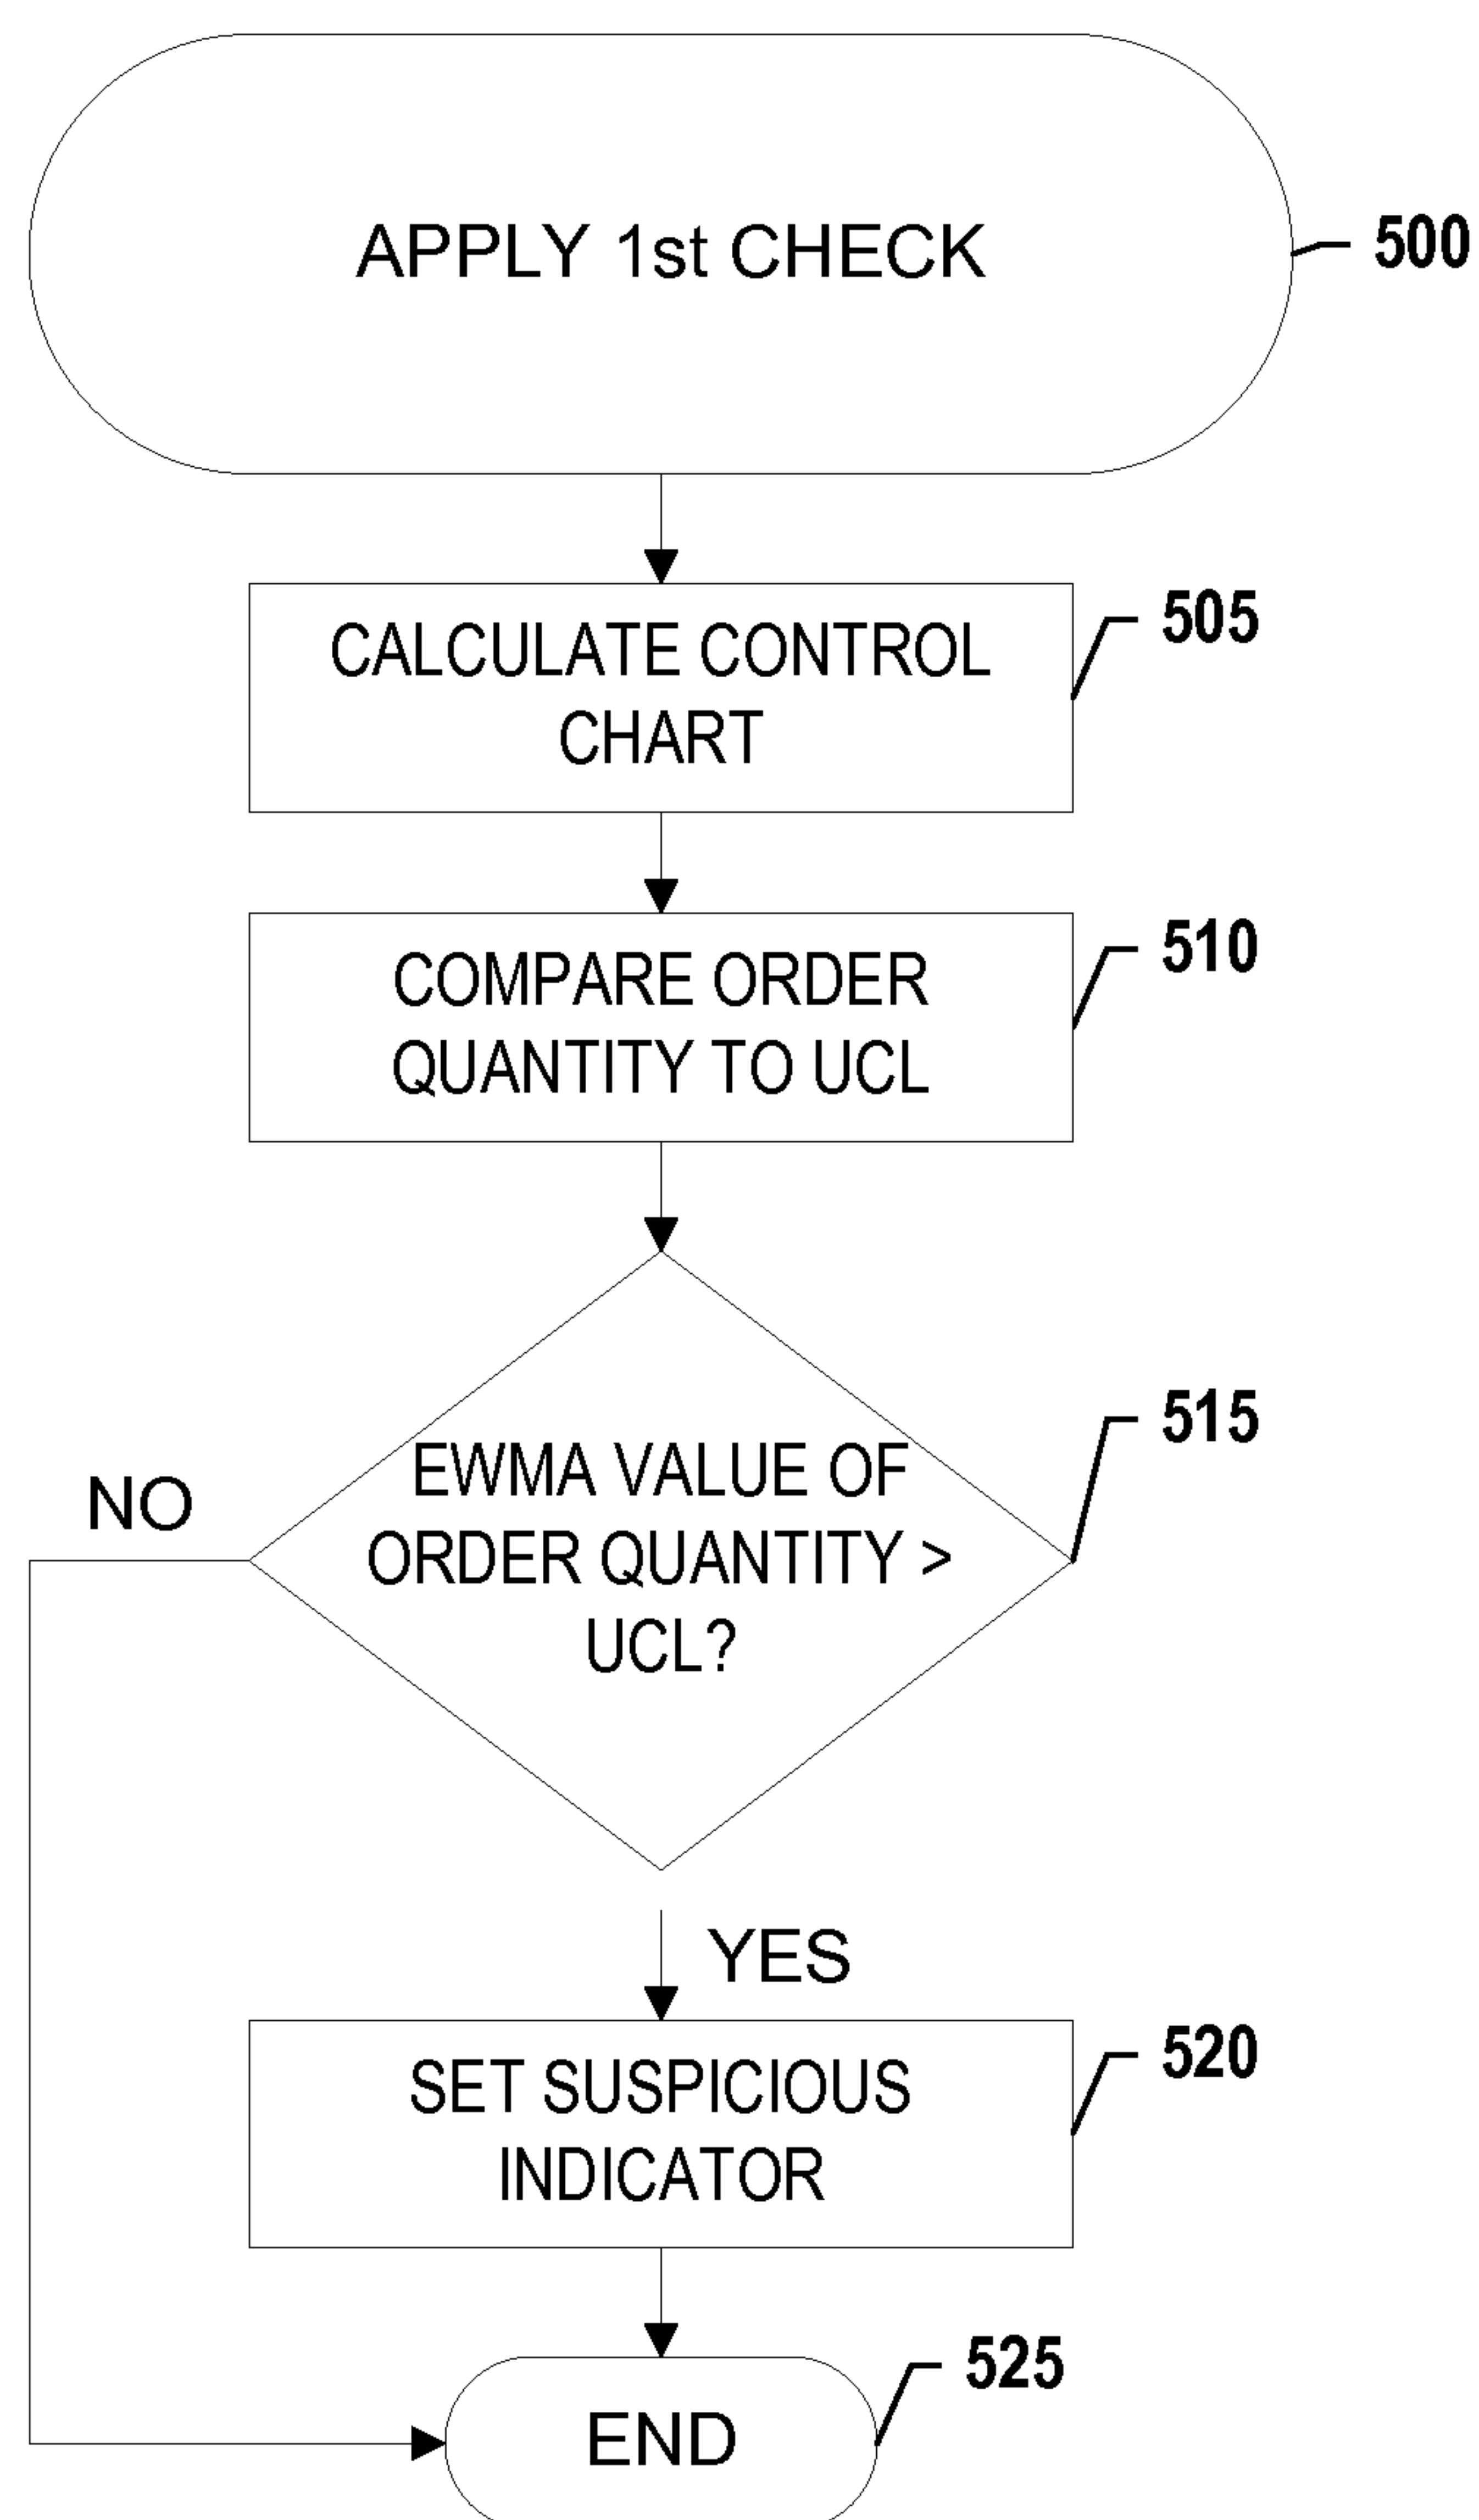 APPLY 1st CHECK
500
CALCULATE CONTROL
CHART
505
COMPARE ORDER
QUANTITY TO UCL
510
EWMA VALUE OF
ORDER QUANTITY >
UCL?
515
NO
YES
SET SUSPICIOUS
INDICATOR
520
END
525